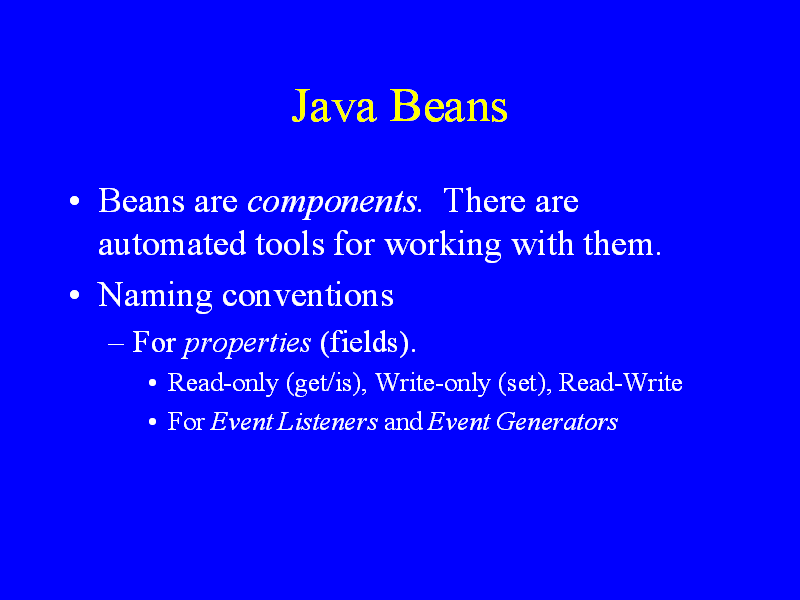 Java Beans
• Beans are components. There are
automated tools for working with them.
• Naming conventions
– For properties (fields).
• Read-only (get/is), Write-only (set), Read-Write
• For Event Listeners and Event Generators